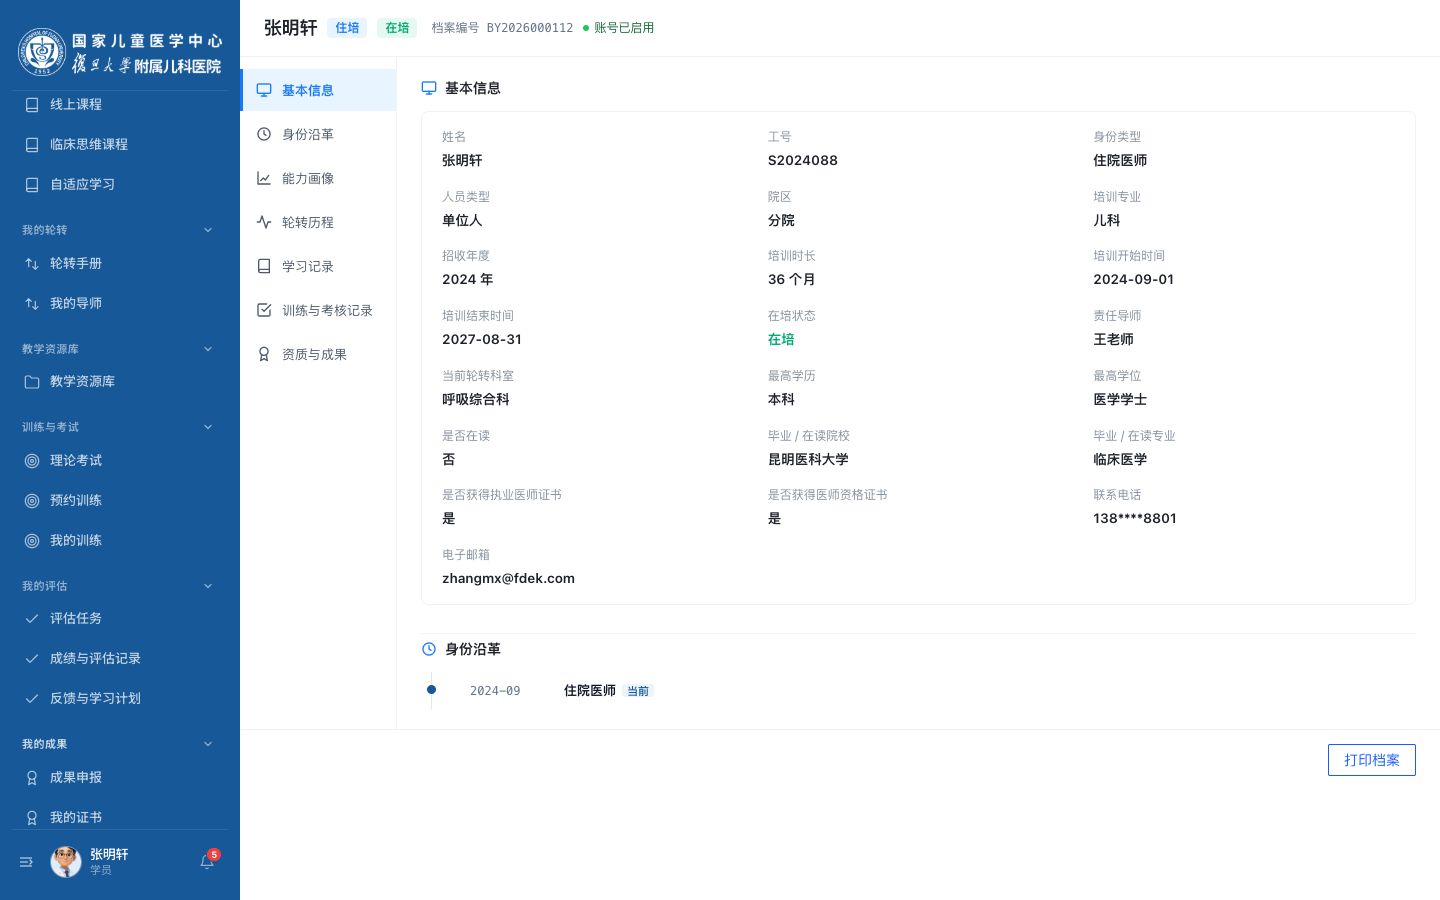 国家儿童医学中心
復旦大学附属儿科医院
1952
线上课程
临床思维课程
自适应学习
我的轮转
轮转手册
我的导师
教学资源库
教学资源库
训练与考试
理论考试
预约训练
我的训练
我的评估
评估任务
成绩与评估记录
反馈与学习计划
我的成果
成果申报
我的证书
张明轩
学员
5
张明轩 住培 在培 档案编号 BY2026000112 账号已启用
基本信息
身份沿革
能力画像
轮转历程
学习记录
训练与考核记录
资质与成果
基本信息
姓名 工号 身份类型
张明轩 S2024088 住院医师
人员类型 院区 培训专业
单位人 分院 儿科
招收年度 培训时长 培训开始时间
2024 年 36 个月 2024-09-01
培训结束时间 在培状态 责任导师
2027-08-31 在培 王老师
当前轮转科室 最高学历 最高学位
呼吸综合科 本科 医学学士
是否在读 毕业 / 在读院校 毕业 / 在读专业
否 昆明医科大学 临床医学
是否获得执业医师证书 是否获得医师资格证书 联系电话
是 是 138****8801
电子邮箱
zhangmx@fdek.com
身份沿革
2024-09 住院医师 当前
打印档案